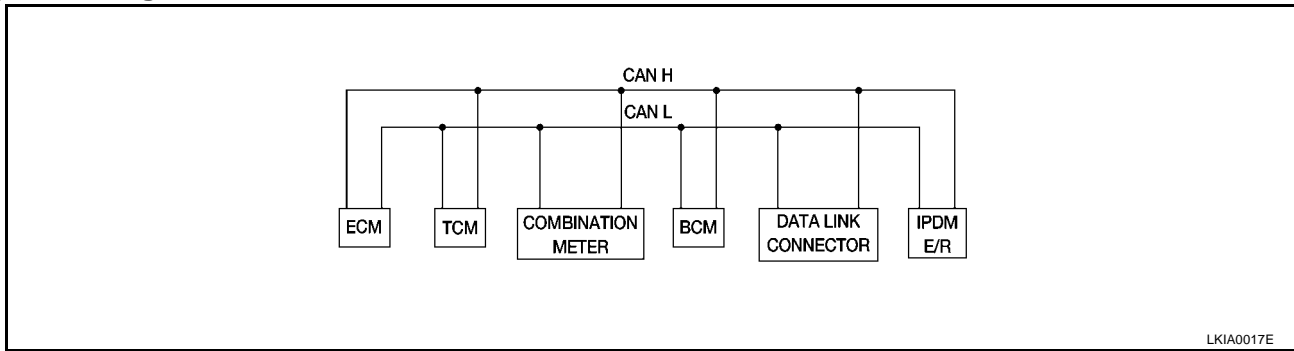 CAN H
CAN L
ECM
TCM
COMBINATION
METER
BCM
DATA LINK
CONNECTOR
IPDM
E/R
LKIA0017E